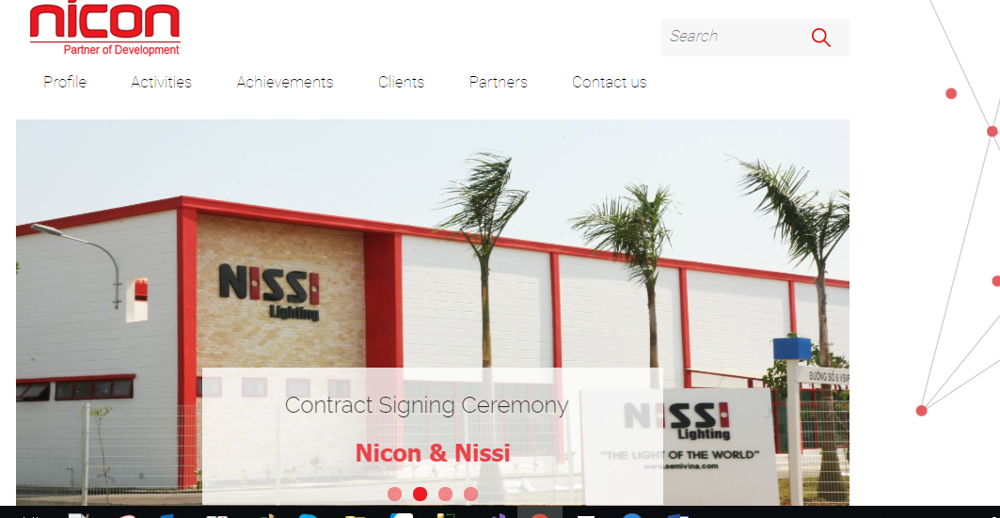 nicon
Partner of Development
Search
Profile Activities Achievements Clients Partners Contact us
NISSI
Lighting
ĐƯỜNG SỐ 6 VSIP
Contract Signing Ceremony
NISSI
Lighting
Nicon & Nissi
"THE LIGHT OF THE WORLD"
www.semivina.com